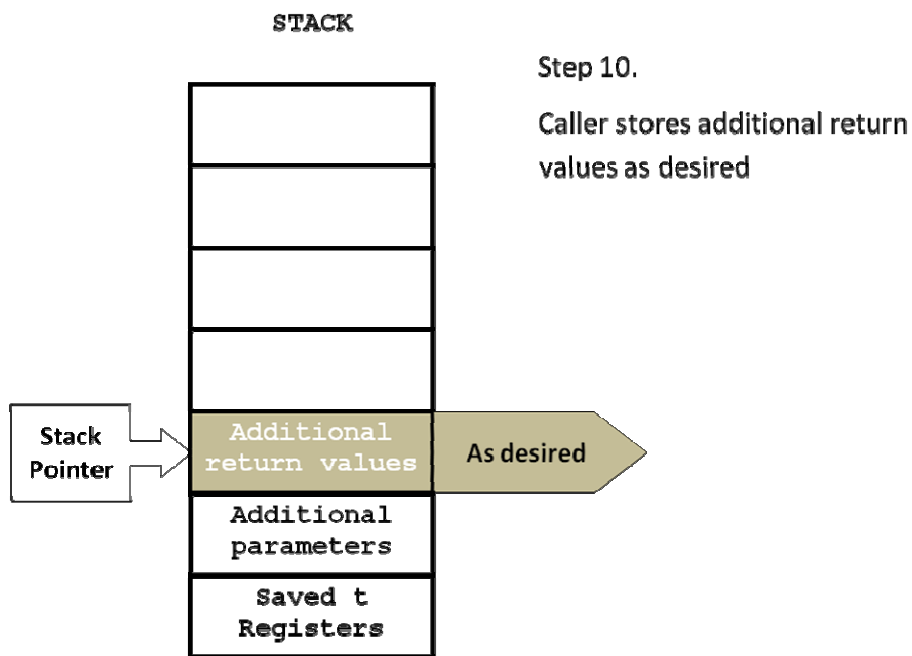 STACK
Step 10.
Caller stores additional return
values as desired
Stack
Pointer
Additional
return values
As desired
Additional
parameters
Saved t
Registers